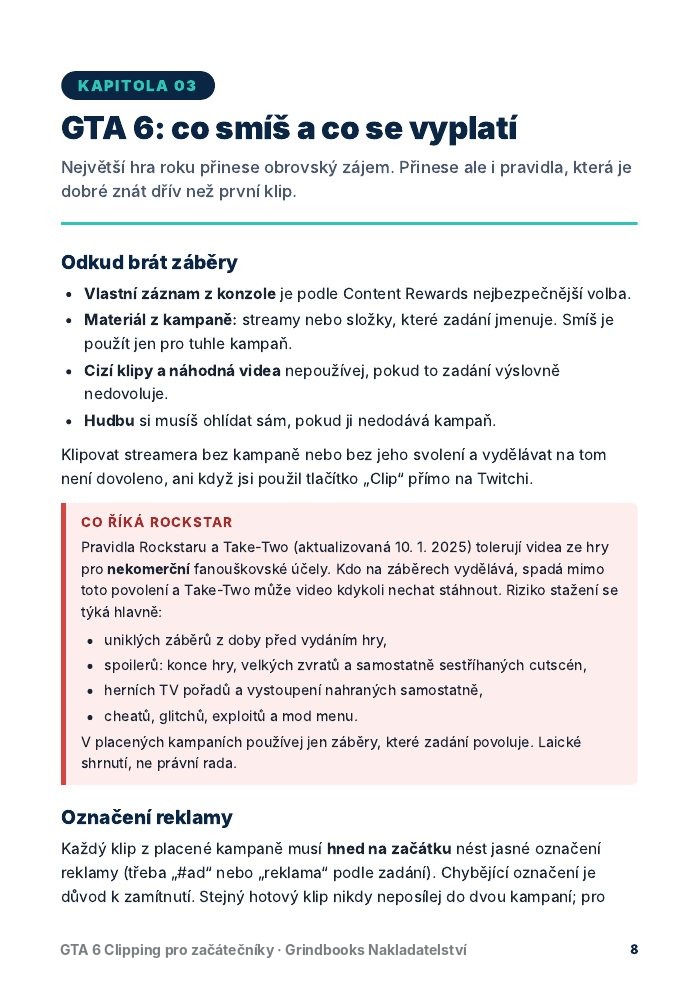 KAPITOLA 03
GTA 6: co smíš a co se vyplatí
Největší hra roku přinese obrovský zájem. Přinese ale i pravidla, která je
dobré znát dřív než první klip.
Odkud brát záběry
• Vlastní záznam z konzole je podle Content Rewards nejbezpečnější volba.
• Materiál z kampaně: streamy nebo složky, které zadání jmenuje. Smíš je
použít jen pro tuhle kampaň.
• Cizí klipy a náhodná videa nepoužívej, pokud to zadání výslovně
nedovoluje.
• Hudbu si musíš ohlídat sám, pokud ji nedodává kampaň.
Klipovat streamera bez kampaně nebo bez jeho svolení a vydělávat na tom
není dovoleno, ani když jsi použil tlačítko „Clip“ přímo na Twitchi.
CO ŘÍKÁ ROCKSTAR
Pravidla Rockstaru a Take-Two (aktualizovaná 10. 1. 2025) tolerují videa ze hry
pro nekomerční fanouškovské účely. Kdo na záběrech vydělává, spadá mimo
toto povolení a Take-Two může video kdykoli nechat stáhnout. Riziko stažení se
týká hlavně:
• uniklých záběrů z doby před vydáním hry,
• spoilerů: konce hry, velkých zvratů a samostatně sestříhaných cutscén,
• herních TV pořadů a vystoupení nahraných samostatně,
• cheatů, glitchů, exploitů a mod menu.
V placených kampaních používej jen záběry, které zadání povoluje. Laické
shrnutí, ne právní rada.
Označení reklamy
Každý klip z placené kampaně musí hned na začátku nést jasné označení
reklamy (třeba „#ad“ nebo „reklama“ podle zadání). Chybějící označení je
důvod k zamítnutí. Stejný hotový klip nikdy neposílej do dvou kampaní; pro
GTA 6 Clipping pro začátečníky · Grindbooks Nakladatelství
8